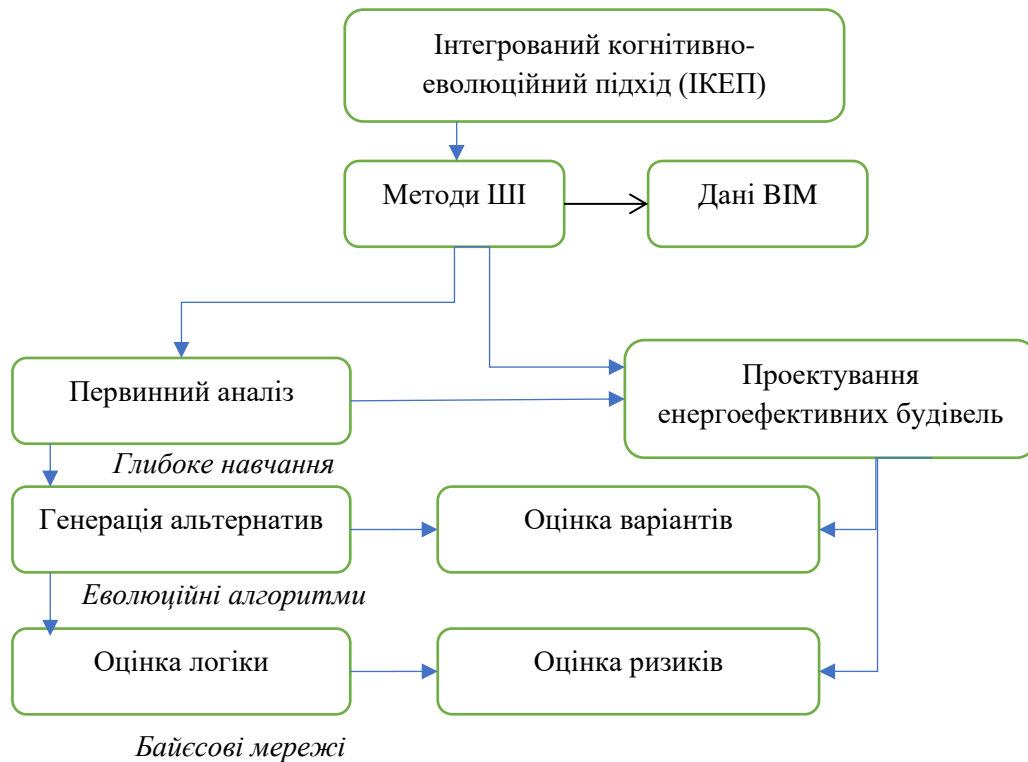 Інтегрований когнітивно-
еволюційний підхід (ІКЕП)
Методи ШІ
Дані BIM
Первинний аналіз
Проектування
енергоефективних будівель
Глибоке навчання
Генерація альтернатив
Оцінка варіантів
Еволюційні алгоритми
Оцінка логіки
Оцінка ризиків
Байєсові мережі